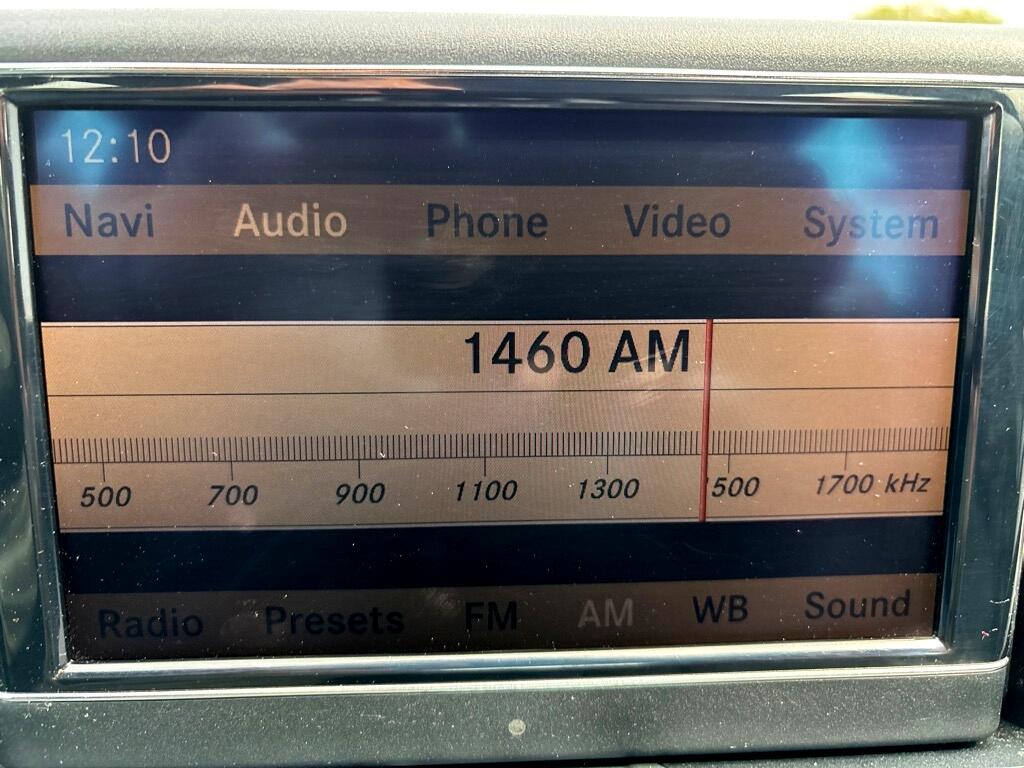 12:10
Navi Audio Phone Video System
1460 AM
500 700 900 1100 1300 1500 1700 kHz
Radio Presets FM AM WB Sound